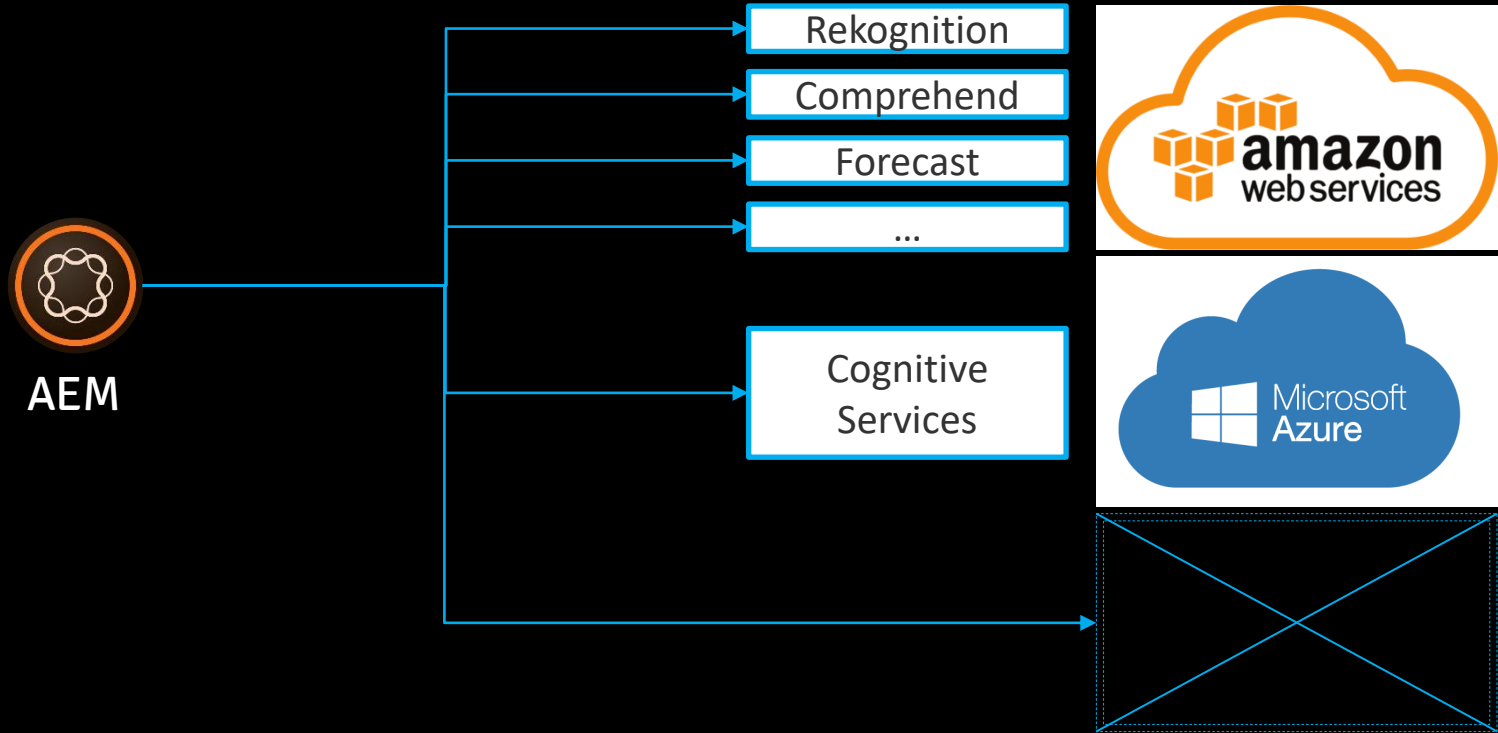 Rekognition
Comprehend
Forecast
...
amazon
web services
AEM
Cognitive
Services
Microsoft
Azure